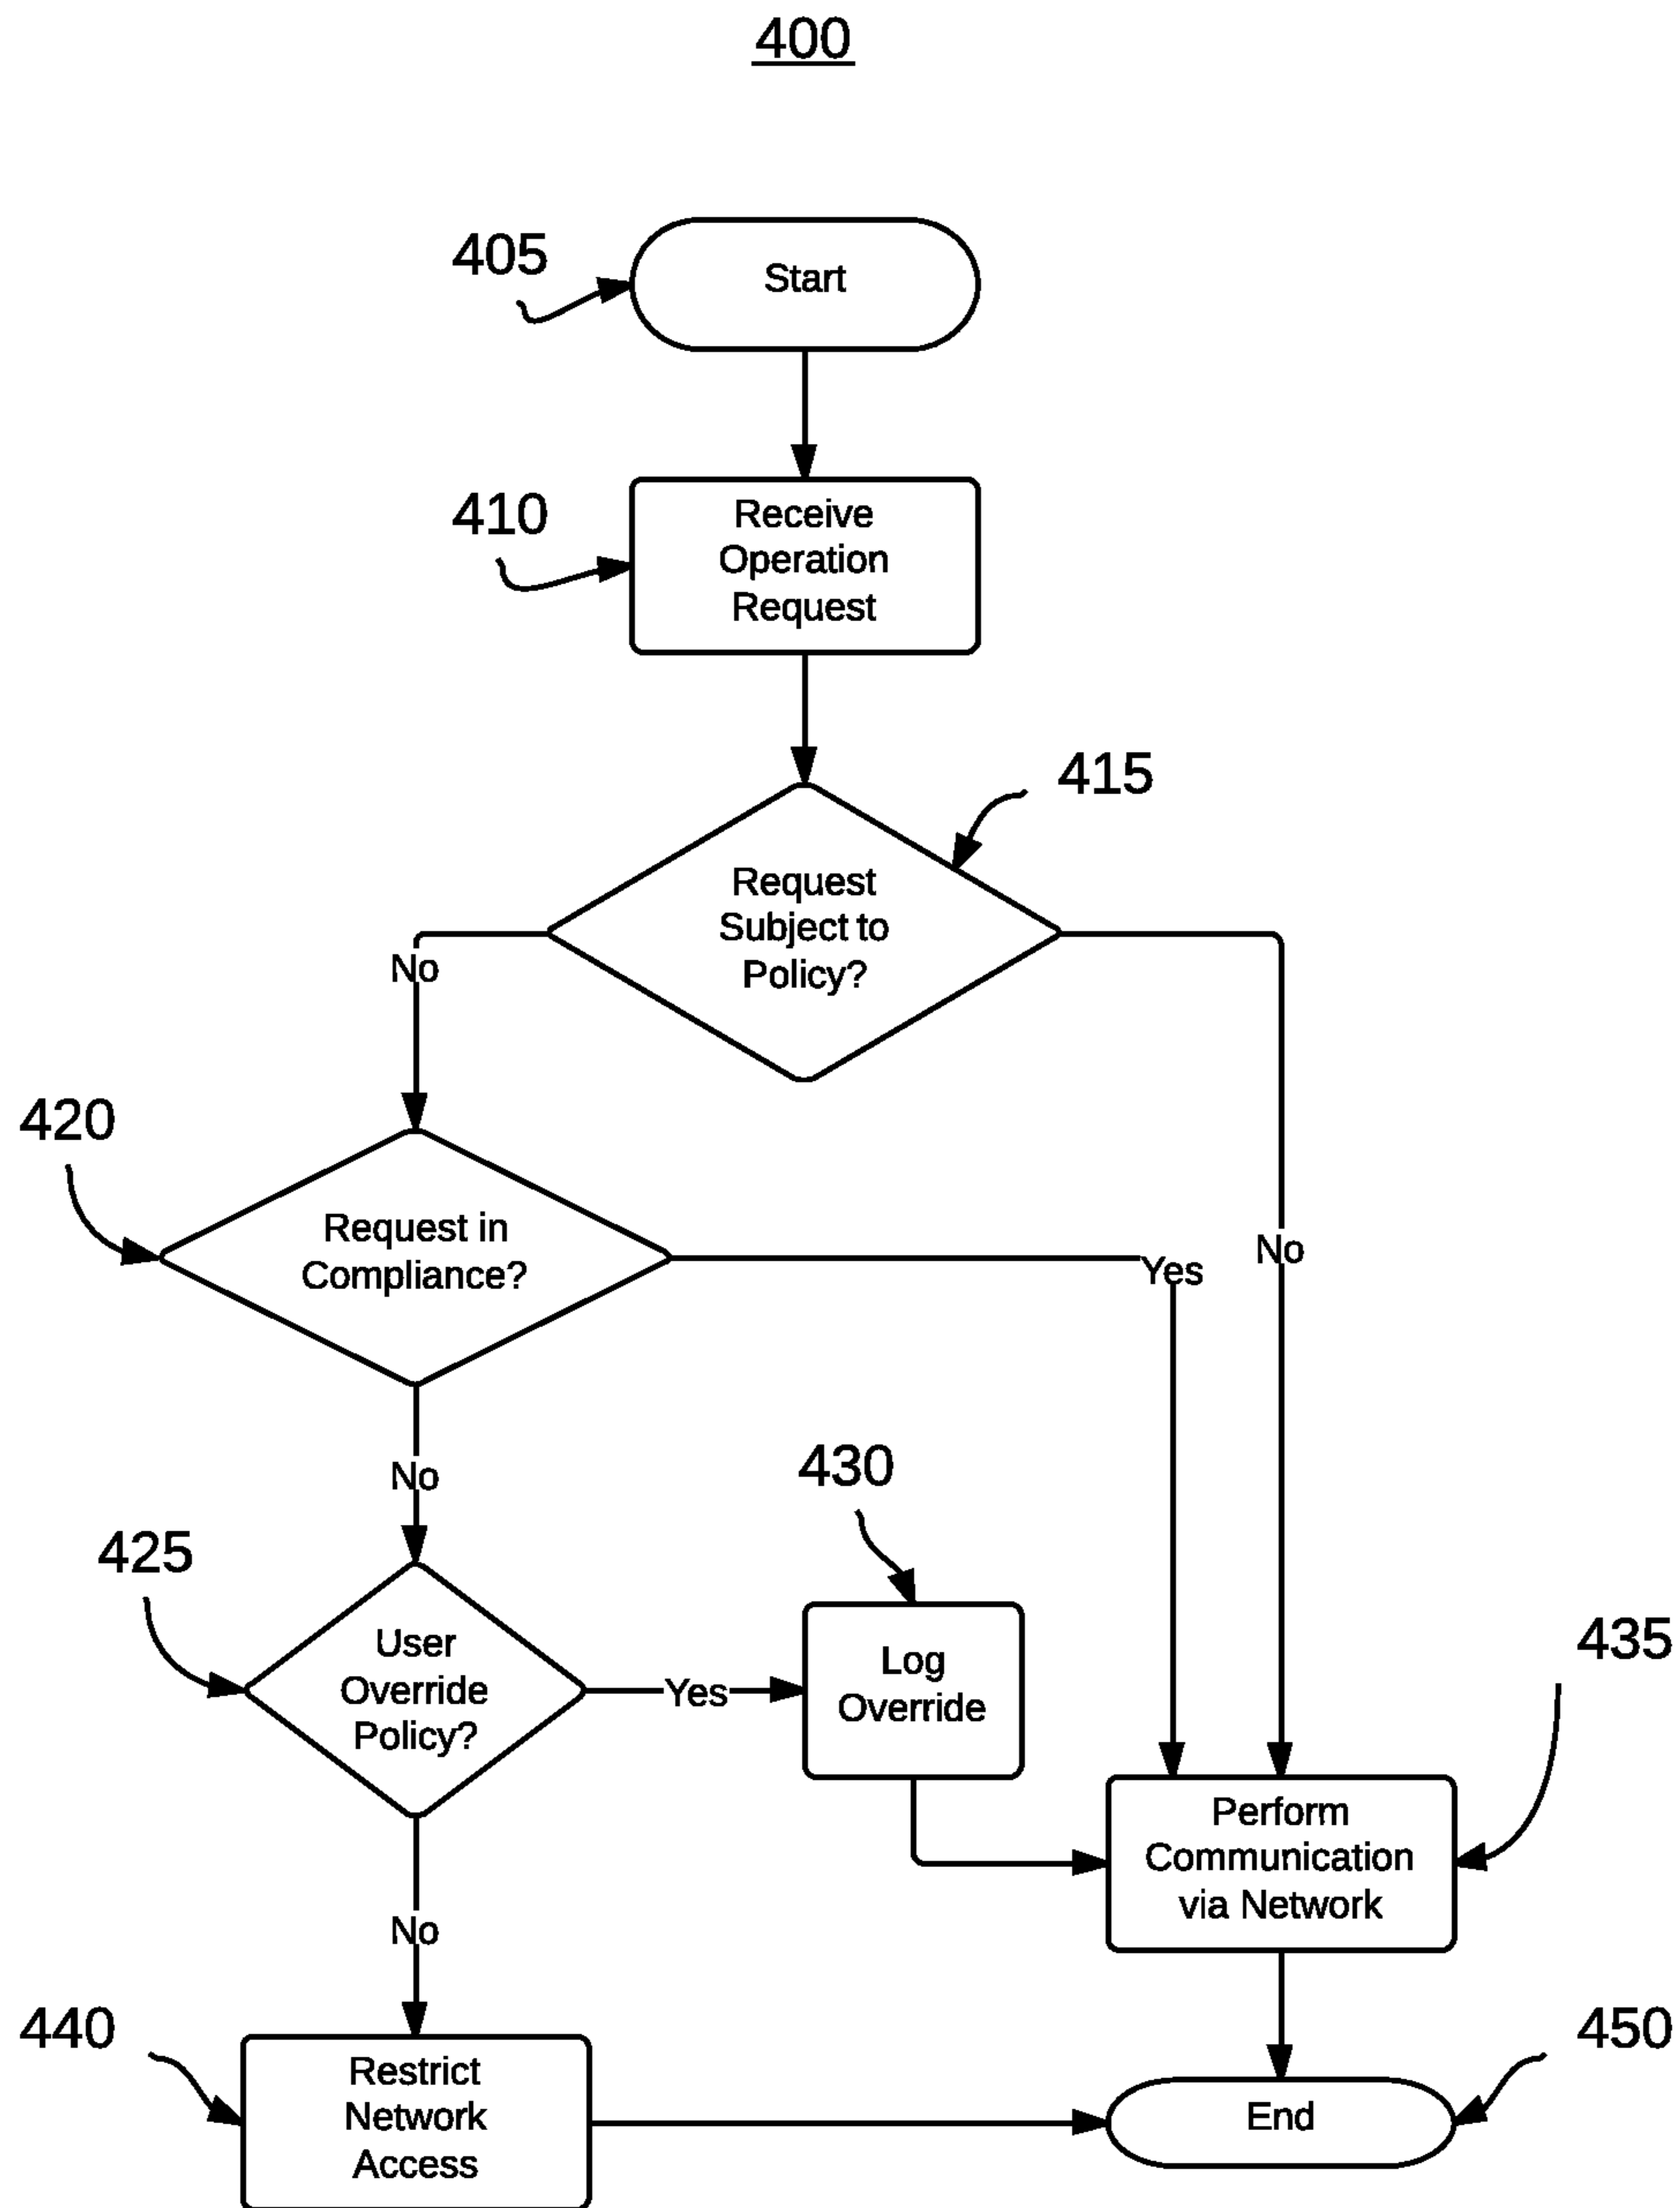 400
405
Start
410
Receive
Operation
Request
415
Request
Subject to
Policy?
No
420
Request in
Compliance?
Yes
No
No
425
User
Override
Policy?
Yes
430
Log
Override
435
Perform
Communication
via Network
No
440
Restrict
Network
Access
450
End